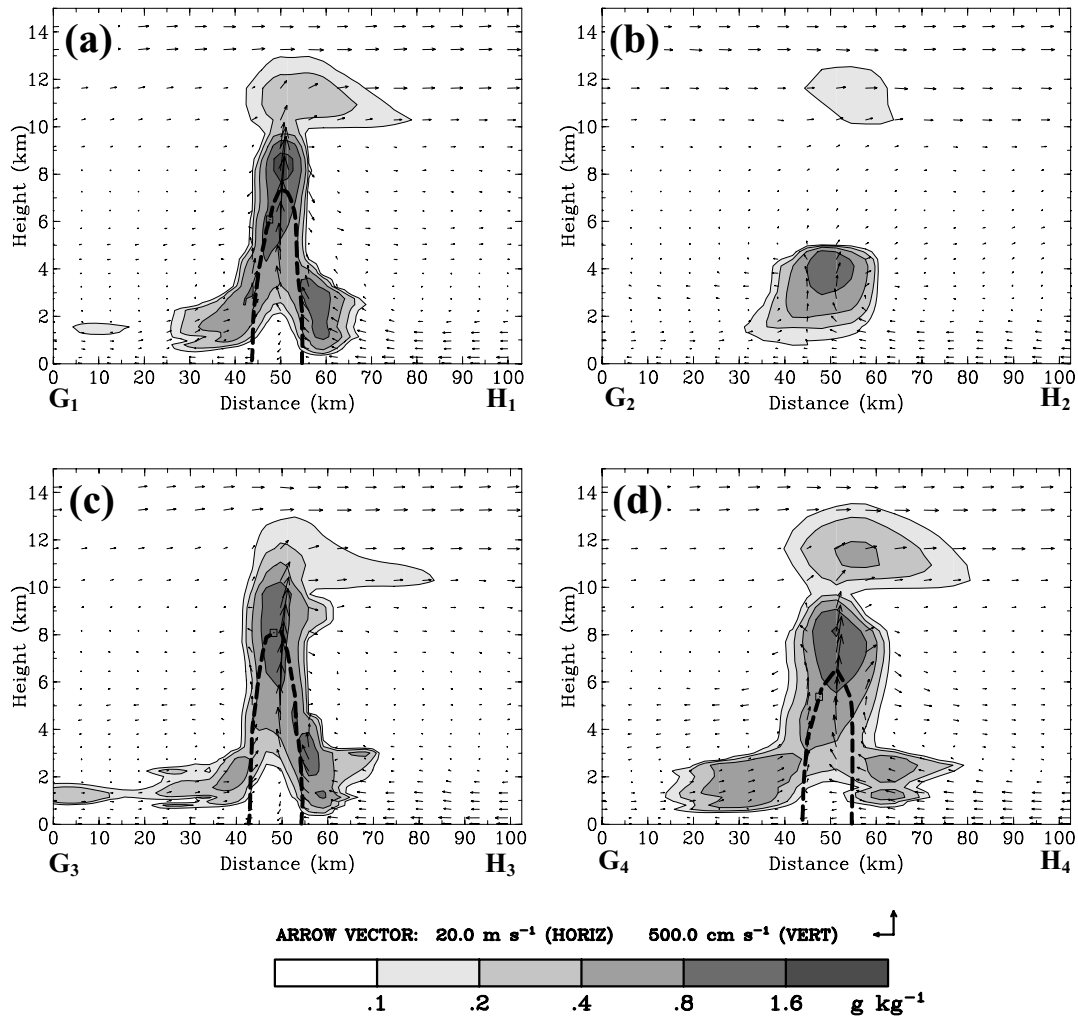 (a)
14
12
10
8
6
4
2
0
Height (km)
0 10 20 30 40 50 60 70 80 90 100
G₁ Distance (km) H₁
(b)
14
12
10
8
6
4
2
0
Height (km)
0 10 20 30 40 50 60 70 80 90 100
G₂ Distance (km) H₂
(c)
14
12
10
8
6
4
2
0
Height (km)
0 10 20 30 40 50 60 70 80 90 100
G₃ Distance (km) H₃
(d)
14
12
10
8
6
4
2
0
Height (km)
0 10 20 30 40 50 60 70 80 90 100
G₄ Distance (km) H₄
ARROW VECTOR: 20.0 m s⁻¹ (HORIZ) 500.0 cm s⁻¹ (VERT)
.1 .2 .4 .8 1.6 g kg⁻¹